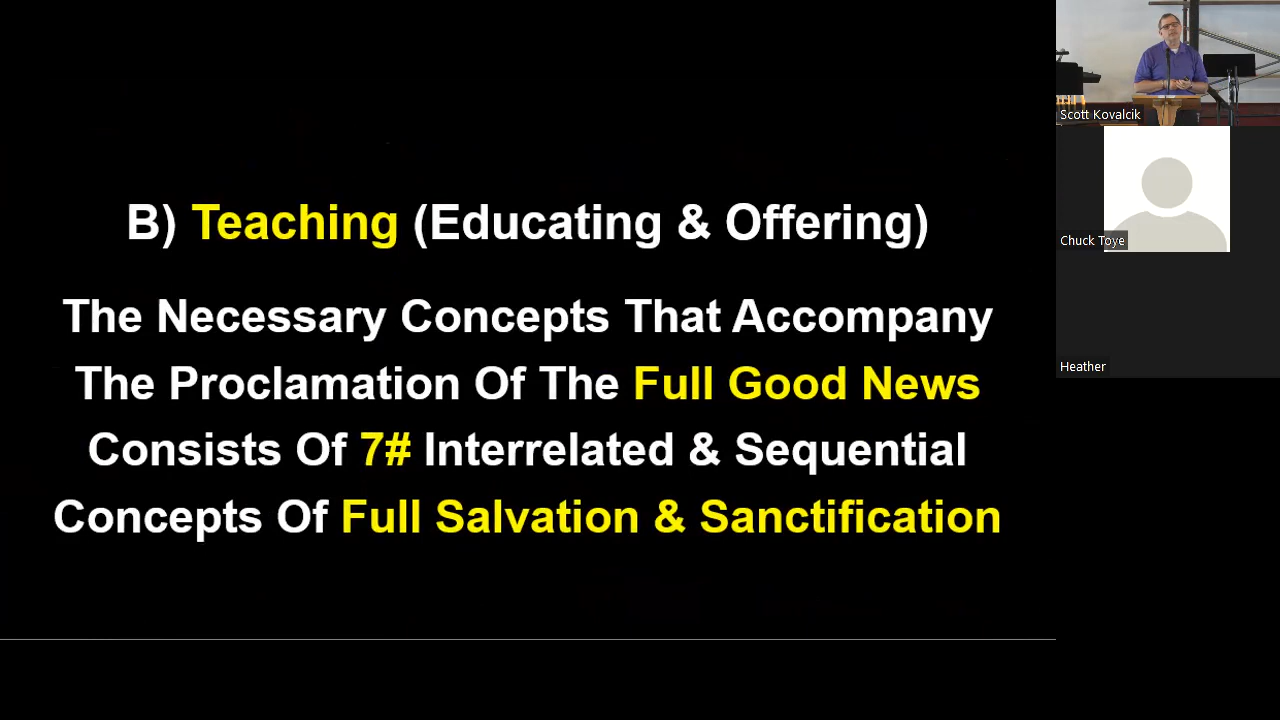 B) Teaching (Educating & Offering)
The Necessary Concepts That Accompany
The Proclamation Of The Full Good News
Consists Of 7# Interrelated & Sequential
Concepts Of Full Salvation & Sanctification
Scott Kovalcik
Chuck Toye
Heather